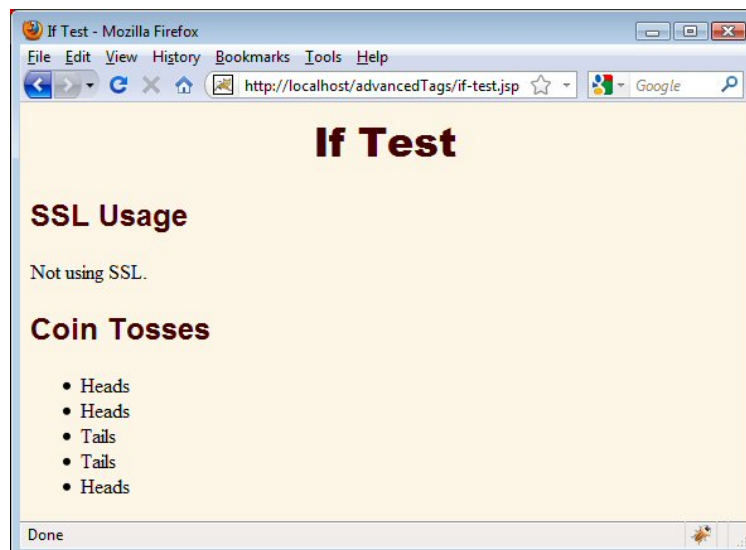 If Test - Mozilla Firefox
File Edit View History Bookmarks Tools Help
http://localhost/advancedTags/if-test.jsp Google
If Test
SSL Usage
Not using SSL.
Coin Tosses
• Heads
• Heads
• Tails
• Tails
• Heads
Done